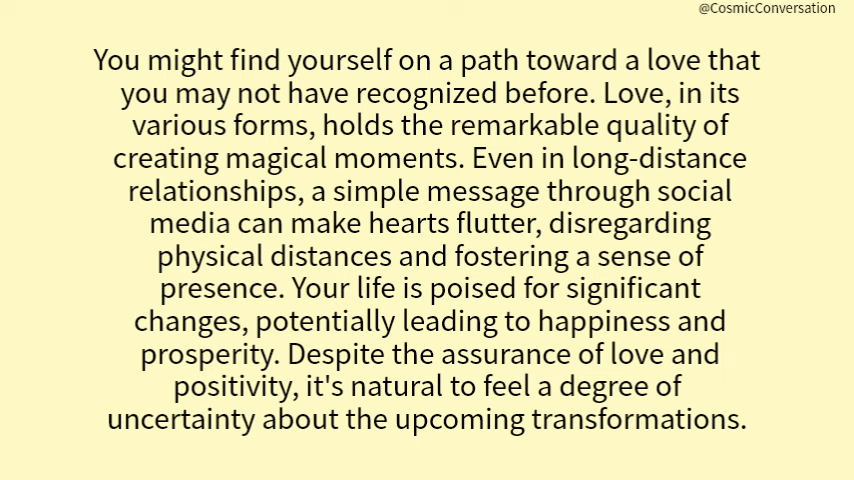 @CosmicConversation
You might find yourself on a path toward a love that
you may not have recognized before. Love, in its
various forms, holds the remarkable quality of
creating magical moments. Even in long-distance
relationships, a simple message through social
media can make hearts flutter, disregarding
physical distances and fostering a sense of
presence. Your life is poised for significant
changes, potentially leading to happiness and
prosperity. Despite the assurance of love and
positivity, it's natural to feel a degree of
uncertainty about the upcoming transformations.